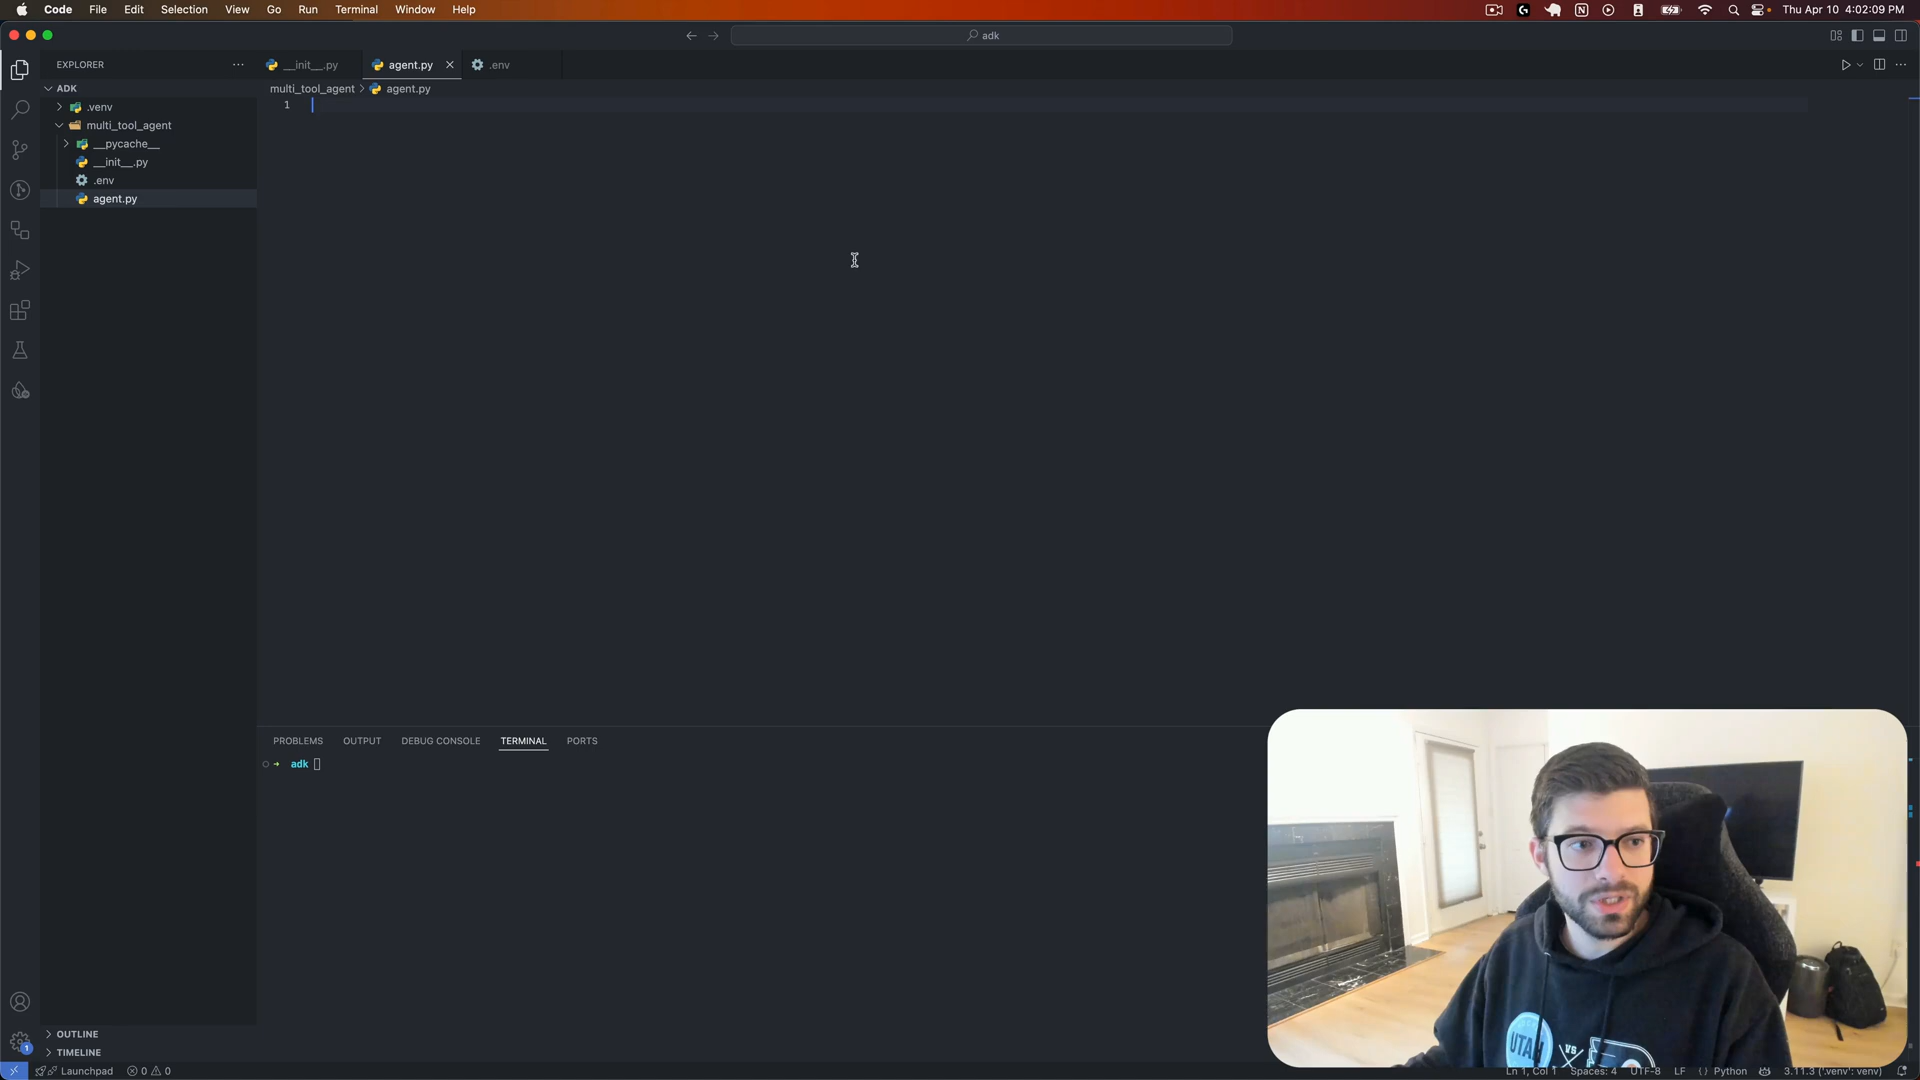 Code File Edit Selection View Go Run Terminal Window Help
Thu Apr 10 4:02:09 PM
adk
EXPLORER
__init__.py
agent.py
.env
ADK
multi_tool_agent > agent.py
1
.venv
multi_tool_agent
__pycache__
__init__.py
.env
agent.py
PROBLEMS OUTPUT DEBUG CONSOLE TERMINAL PORTS
adk
UTAH
VS
OUTLINE
TIMELINE
1
Launchpad 0 0
Ln 1, Col 1 Spaces: 4 UTF-8 LF Python 3.11.3 ('.venv': venv)